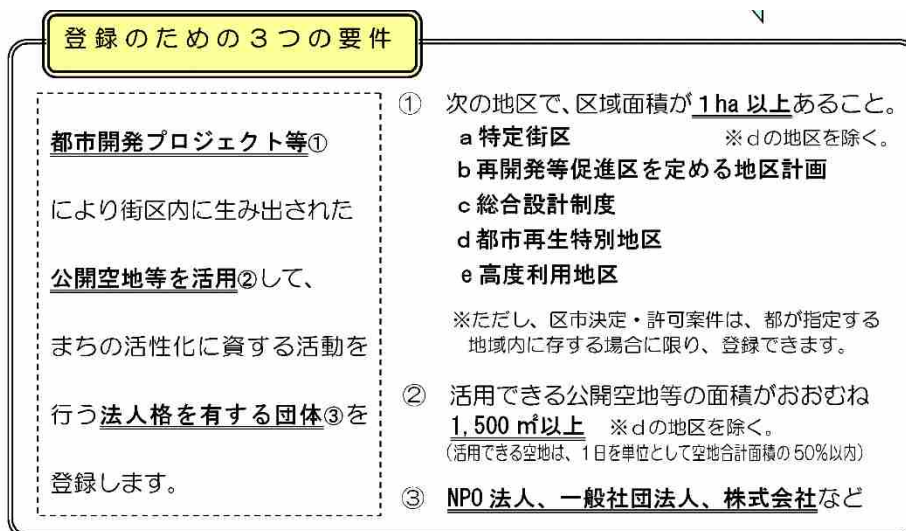 登録のための3つの要件
都市開発プロジェクト等①
により街区内に生み出された
公開空地等を活用②して、
まちの活性化に資する活動を
行う法人格を有する団体③を
登録します。
① 次の地区で、区域面積が1ha以上あること。
a 特定街区 ※dの地区を除く。
b 再開発等促進区を定める地区計画
c 総合設計制度
d 都市再生特別地区
e 高度利用地区
※ただし、区市決定・許可案件は、都が指定する
地域内に存する場合に限り、登録できます。
② 活用できる公開空地等の面積がおおむね
1,500㎡以上 ※dの地区を除く。
(活用できる空地は、1日を単位として空地合計面積の50%以内)
③ NPO法人、一般社団法人、株式会社など